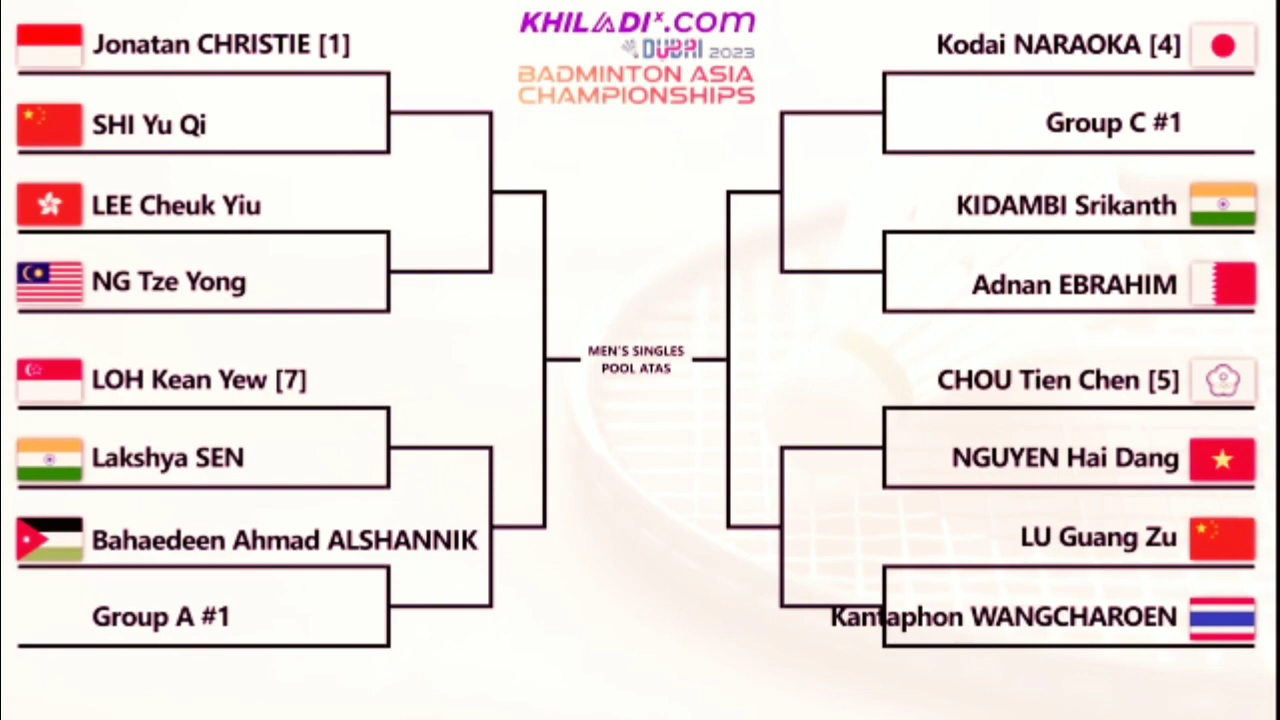 KHILADIX.COM
DUBAI 2023
BADMINTON ASIA
CHAMPIONSHIPS
Jonatan CHRISTIE [1]
SHI Yu Qi
LEE Cheuk Yiu
NG Tze Yong
LOH Kean Yew [7]
Lakshya SEN
Bahaedeen Ahmad ALSHANNIK
Group A #1
MEN'S SINGLES
POOL ATAS
Kodai NARAOKA [4]
Group C #1
KIDAMBI Srikanth
Adnan EBRAHIM
CHOU Tien Chen [5]
NGUYEN Hai Dang
LU Guang Zu
Kantaphon WANGCHAROEN